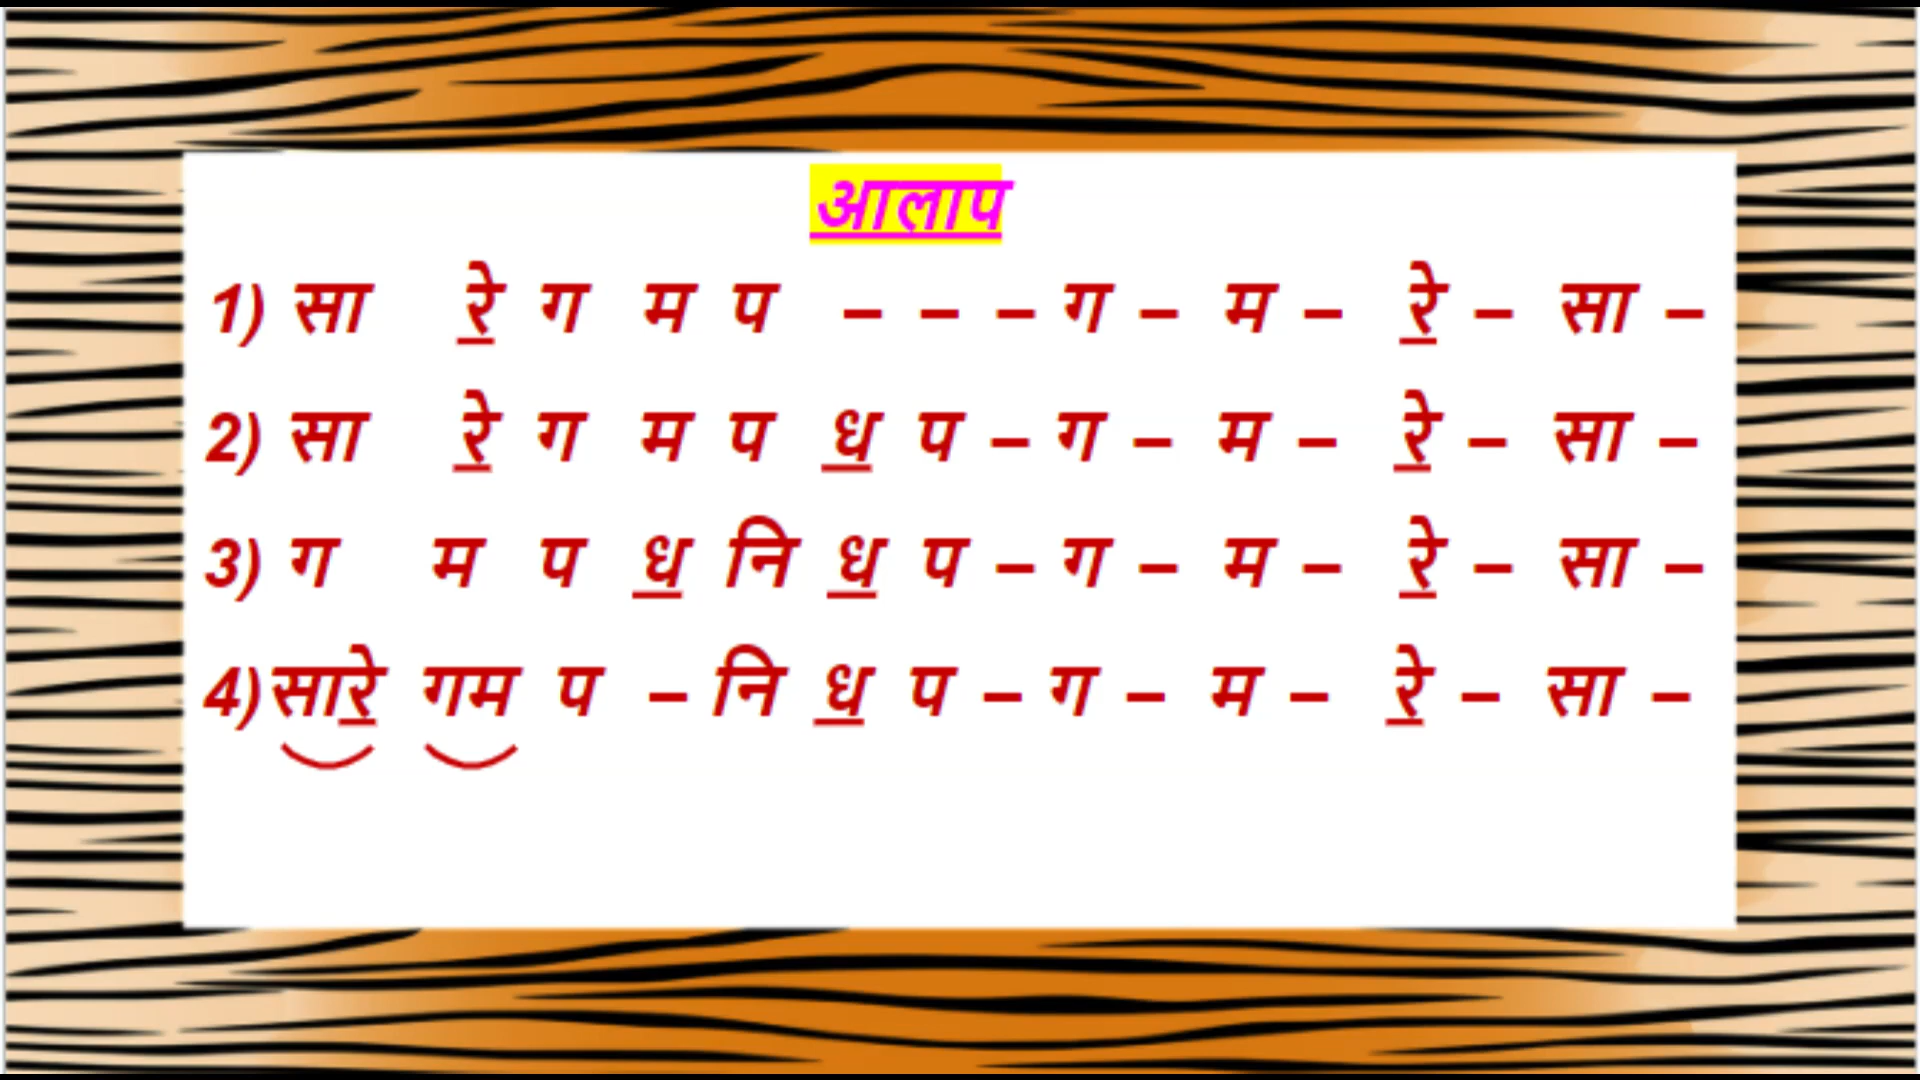 आलाप
1) सा रे ग म प – – – ग – म – रे – सा –
2) सा रे ग म प ध प – ग – म – रे – सा –
3) ग म प ध नि ध प – ग – म – रे – सा –
4) सारे गम प – नि ध प – ग – म – रे – सा –